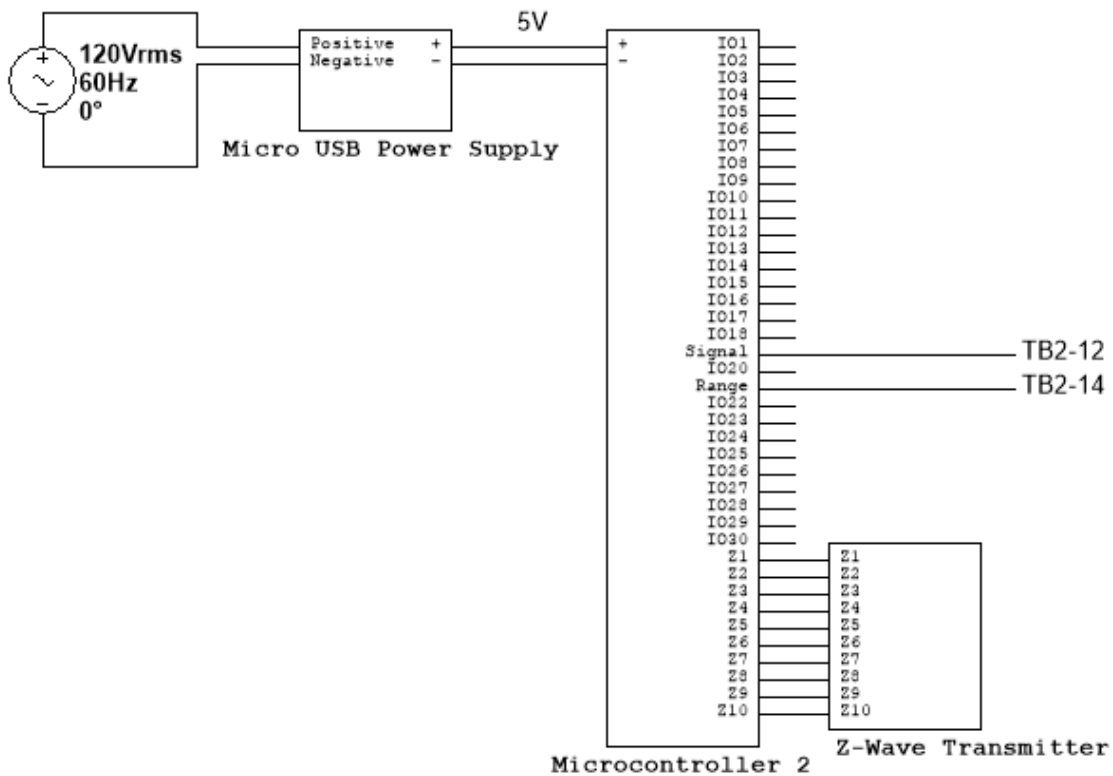 5V
120Vrms
60Hz
0°
+
~
−
Positive +
Negative −
Micro USB Power Supply
+
−
IO1
IO2
IO3
IO4
IO5
IO6
IO7
IO8
IO9
IO10
IO11
IO12
IO13
IO14
IO15
IO16
IO17
IO18
Signal
TB2-12
IO20
Range
TB2-14
IO22
IO23
IO24
IO25
IO26
IO27
IO28
IO29
IO30
Z1 Z1
Z2 Z2
Z3 Z3
Z4 Z4
Z5 Z5
Z6 Z6
Z7 Z7
Z8 Z8
Z9 Z9
Z10 Z10
Z-Wave Transmitter
Microcontroller 2